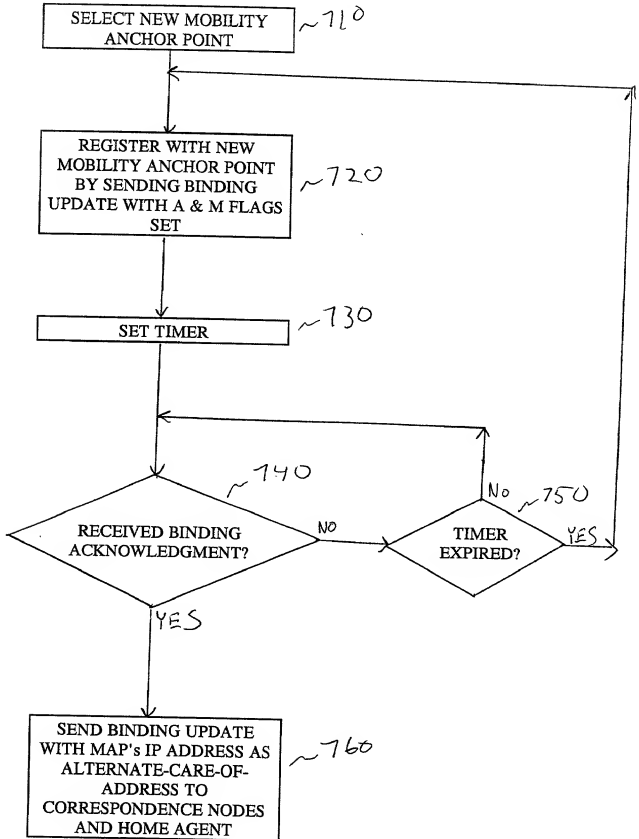 SELECT NEW MOBILITY
ANCHOR POINT
~710
REGISTER WITH NEW
MOBILITY ANCHOR POINT
BY SENDING BINDING
UPDATE WITH A & M FLAGS
SET
~720
SET TIMER
~730
740
RECEIVED BINDING
ACKNOWLEDGMENT?
NO
No
750
TIMER
EXPIRED?
YES
YES
SEND BINDING UPDATE
WITH MAP's IP ADDRESS AS
ALTERNATE-CARE-OF-
ADDRESS TO
CORRESPONDENCE NODES
AND HOME AGENT
~760